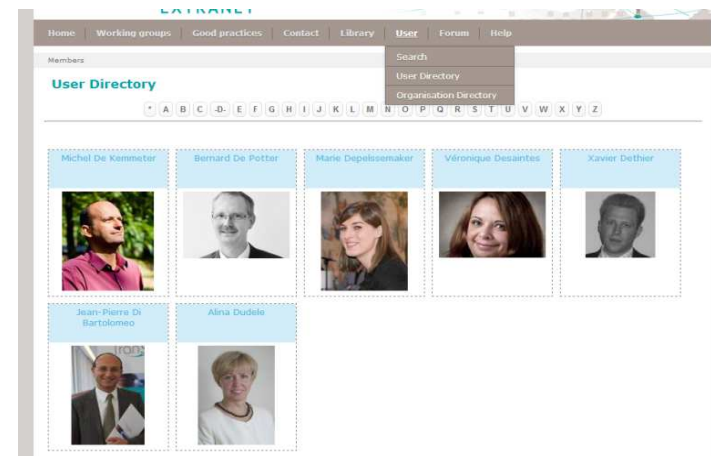 EXTRANET
Home Working groups Good practices Contact Library User Forum Help
Search
User Directory
Organisation Directory
Members
User Directory
* A B C -D- E F G H I J K L M N O P Q R S T U V W X Y Z
Michel De Kemmeter Bernard De Potter Marie Depelssemaker Véronique Desaintes Xavier Dethier
Jean-Pierre Di
Bartolomeo
Alina Dudele